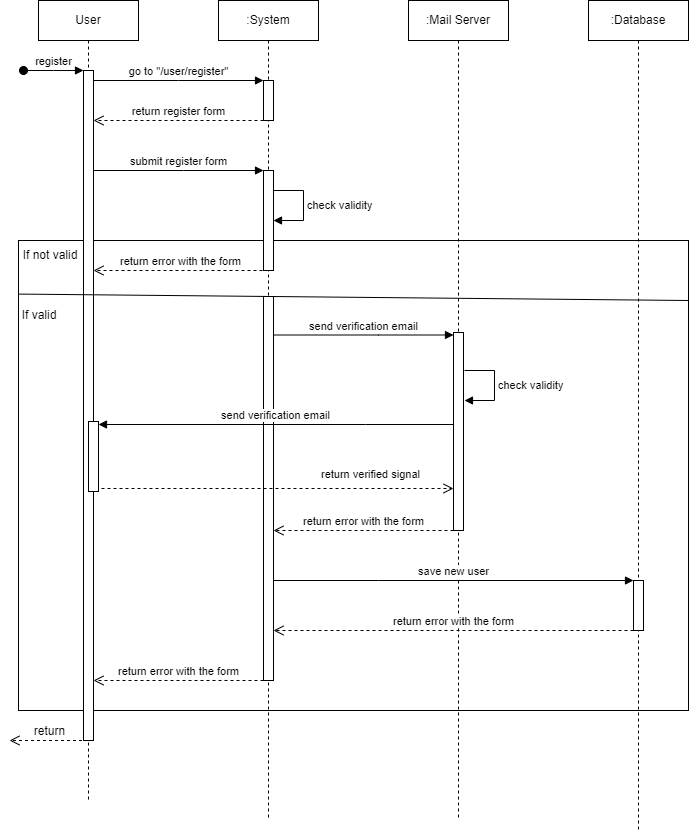 User
:System
:Mail Server
:Database
register
go to "/user/register"
return register form
submit register form
check validity
If not valid
return error with the form
If valid
send verification email
check validity
send verification email
return verified signal
return error with the form
save new user
return error with the form
return error with the form
return